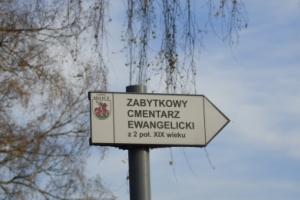 ZABYTKOWY
CMENTARZ
EWANGELICKI
z 2 poł. XIX wieku